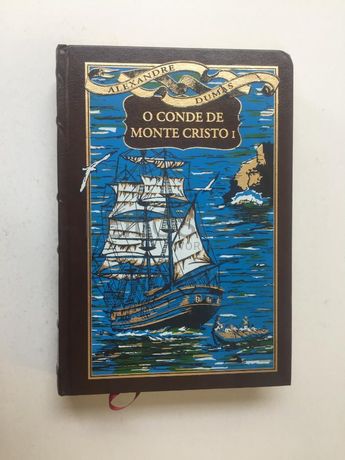 ALEXANDRE
DUMAS
O CONDE DE
MONTE CRISTO I